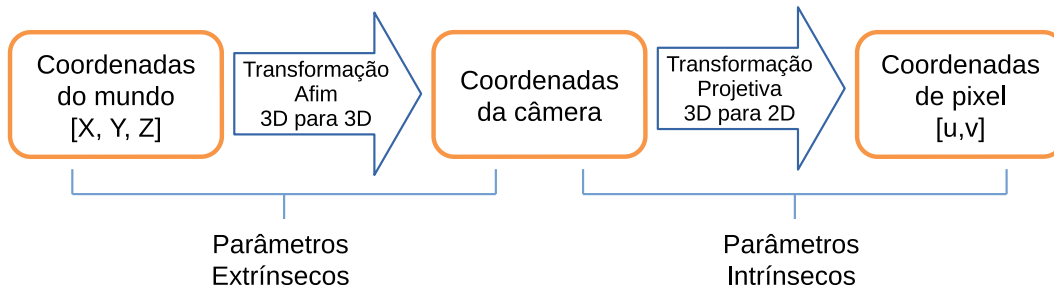 Coordenadas
do mundo
[X, Y, Z]
Transformação
Afim
3D para 3D
Coordenadas
da câmera
Transformação
Projetiva
3D para 2D
Coordenadas
de pixel
[u,v]
Parâmetros
Extrínsecos
Parâmetros
Intrínsecos